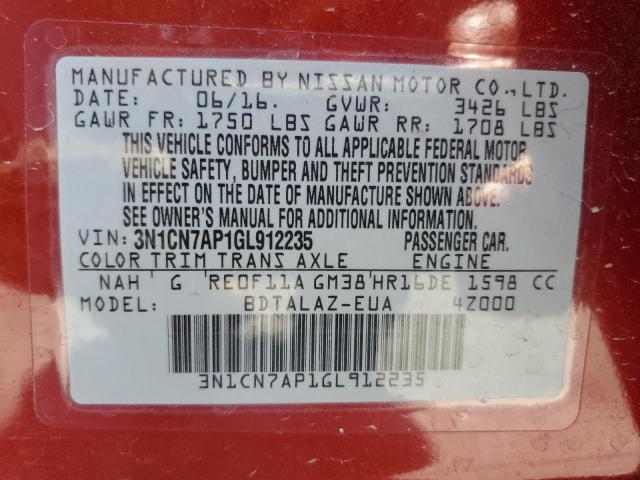 MANUFACTURED BY NISSAN MOTOR CO., LTD.
DATE: 06/16. GVWR: 3426 LBS
GAWR FR: 1750 LBS GAWR RR: 1708 LBS
THIS VEHICLE CONFORMS TO ALL APPLICABLE FEDERAL MOTOR
VEHICLE SAFETY, BUMPER AND THEFT PREVENTION STANDARDS
IN EFFECT ON THE DATE OF MANUFACTURE SHOWN ABOVE.
SEE OWNER'S MANUAL FOR ADDITIONAL INFORMATION.
VIN: 3N1CN7AP1GL912235 PASSENGER CAR.
COLOR TRIM TRANS AXLE ENGINE
NAH G RE0F11A GM38 HR16DE 1598 CC
MODEL: BDTALAZ-EUA 4Z000
3N1CN7AP1GL912235